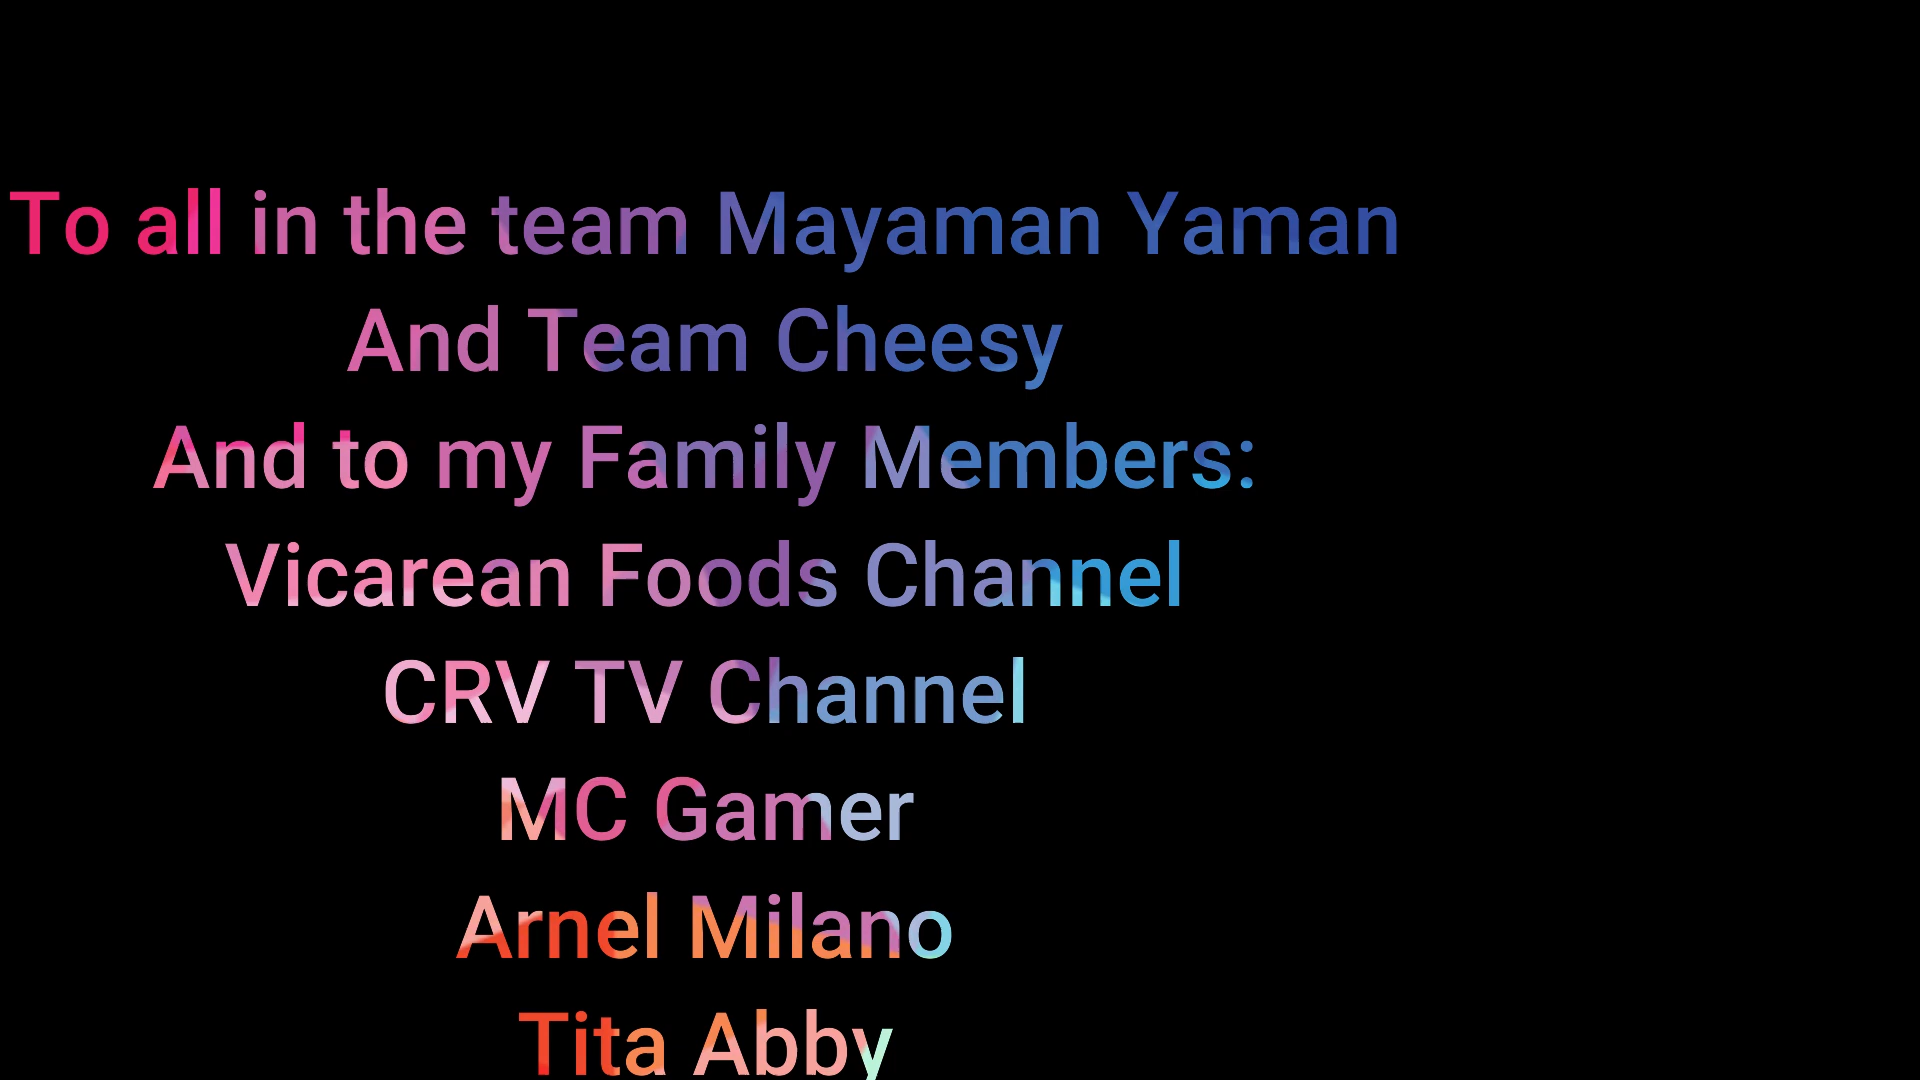 To all in the team Mayaman Yaman
And Team Cheesy
And to my Family Members:
Vicarean Foods Channel
CRV TV Channel
MC Gamer
Arnel Milano
Tita Abby